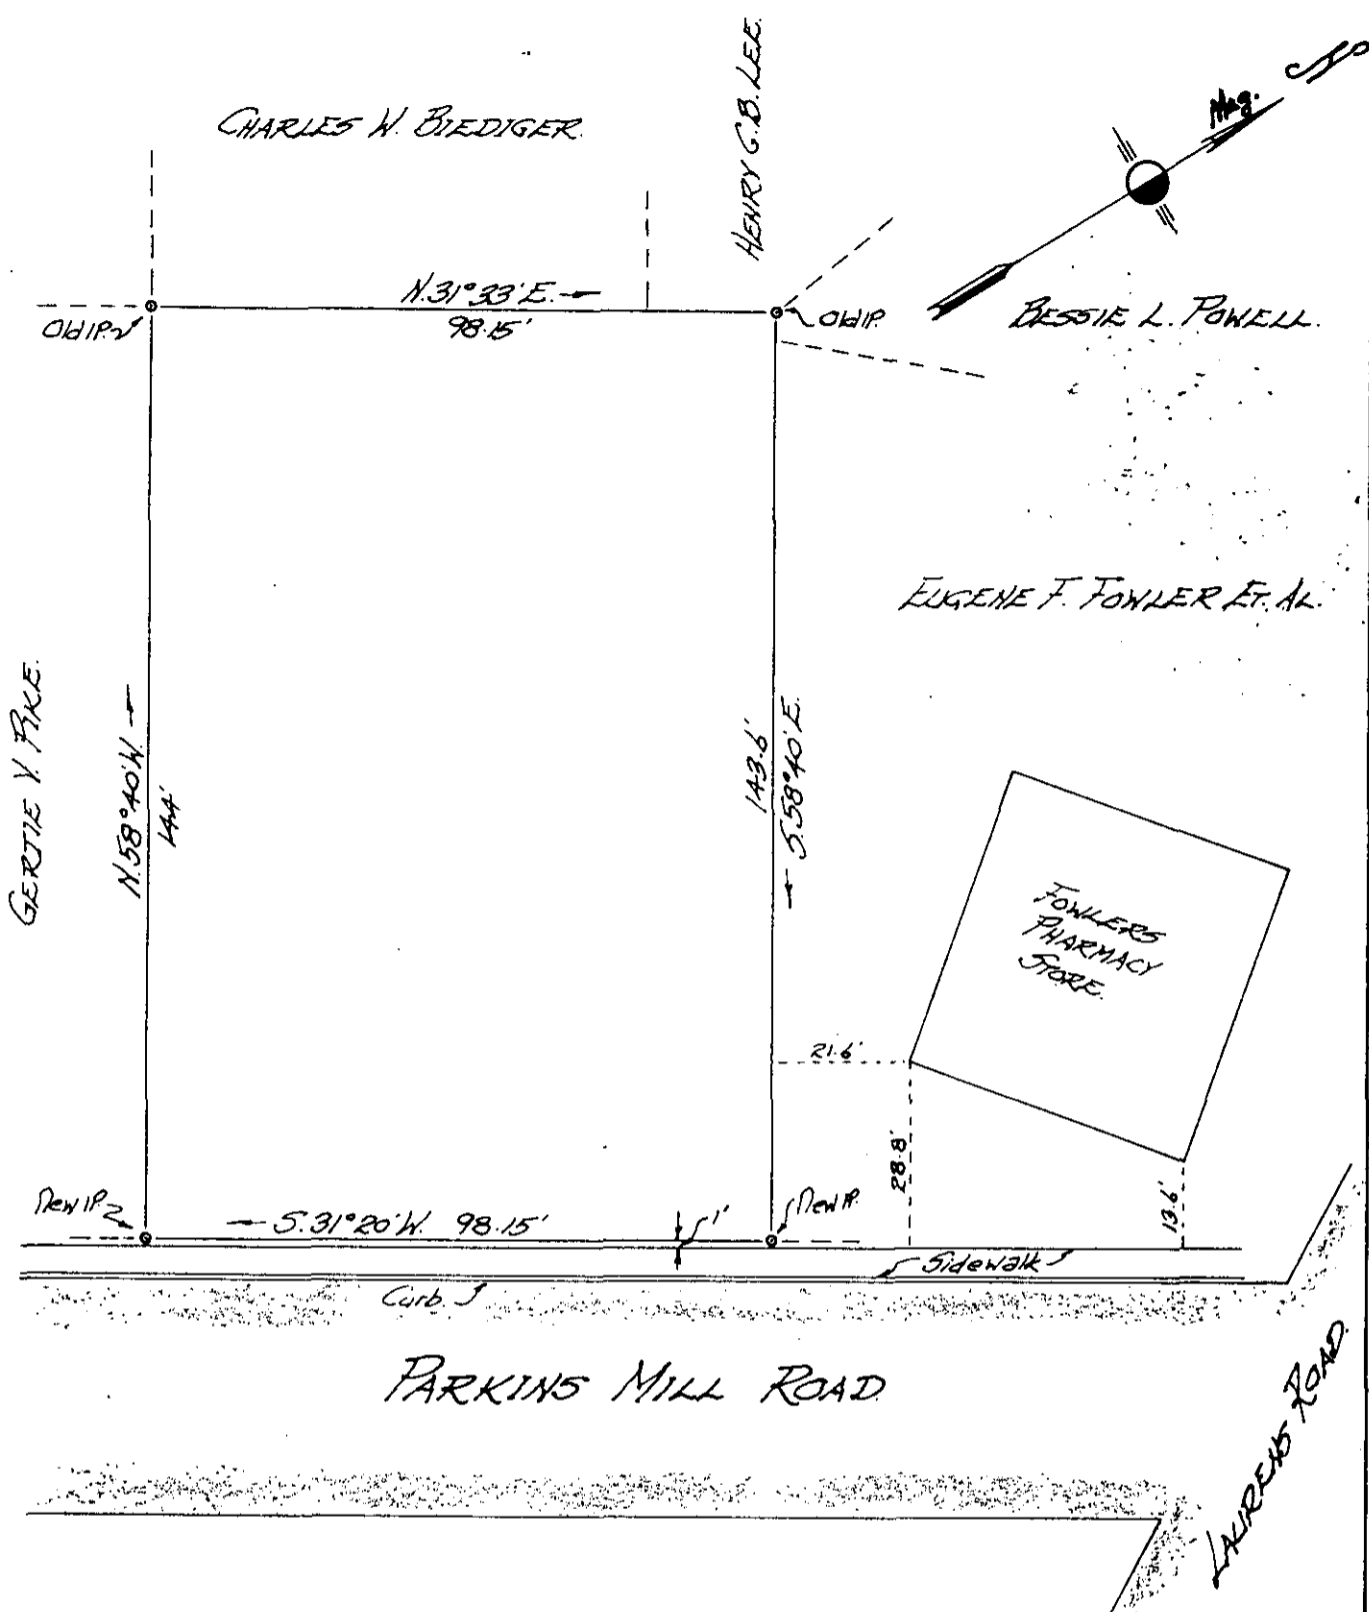 CHARLES W. BIEDIGER.
HENRY C.B. LEE.
Mag.
N
N.31°33'E.
98.15'
Old IP.
Old IP.
BESSIE L. POWELL.
EUGENE F. FOWLER ET. AL.
GERTIE V. PIKE.
N.58°40'W.
144'
143.6'
S.58°40'E.
FOWLERS
PHARMACY
STORE.
21.6'
28.8'
13.6'
New IP.
S.31°20'W. 98.15'
1'
New IP.
Sidewalk
Curb.
PARKINS MILL ROAD.
LAURENS ROAD.